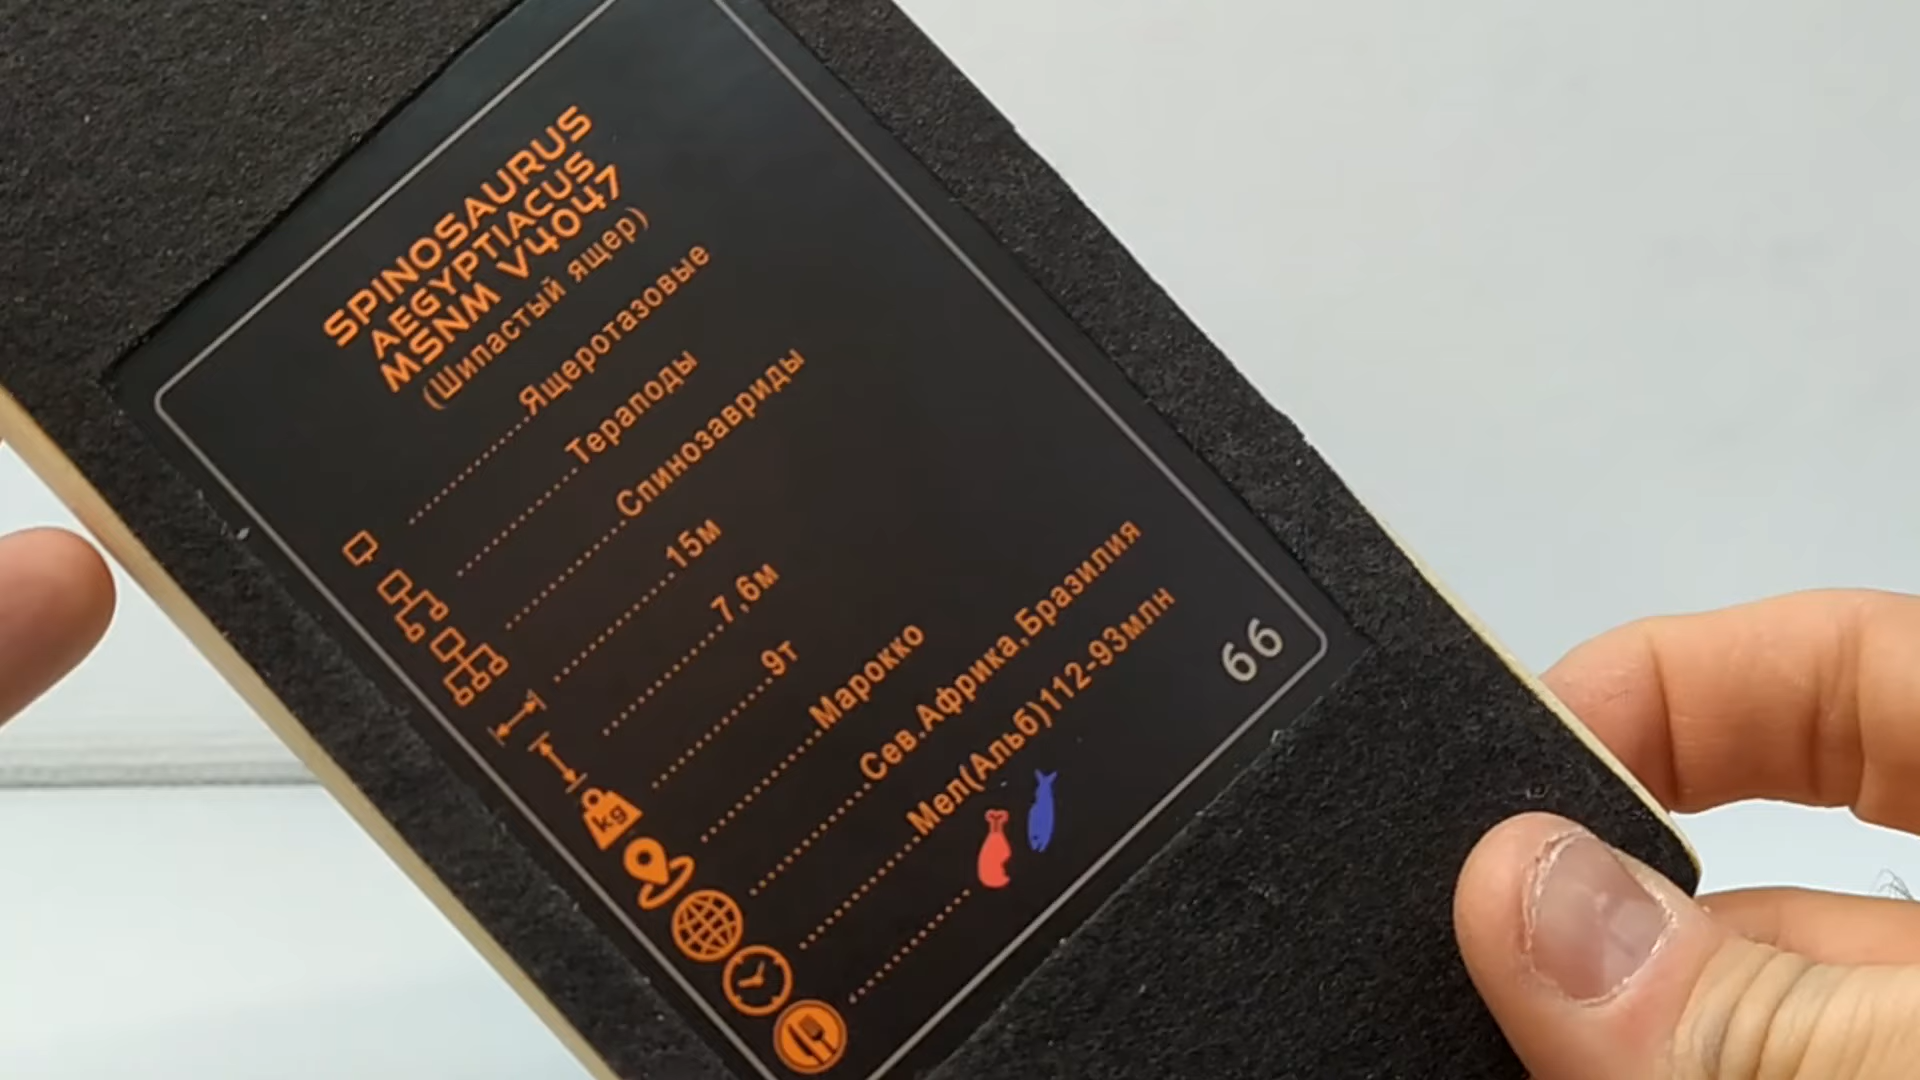 SPINOSAURUS
AEGYPTIACUS
MSNM V4047
(Шипастый ящер)
Ящеротазовые
Тераподы
Спинозавриды
15м
7,6м
kg 9т
Марокко
Сев.Африка,Бразилия
Мел(Альб)112-93млн
66